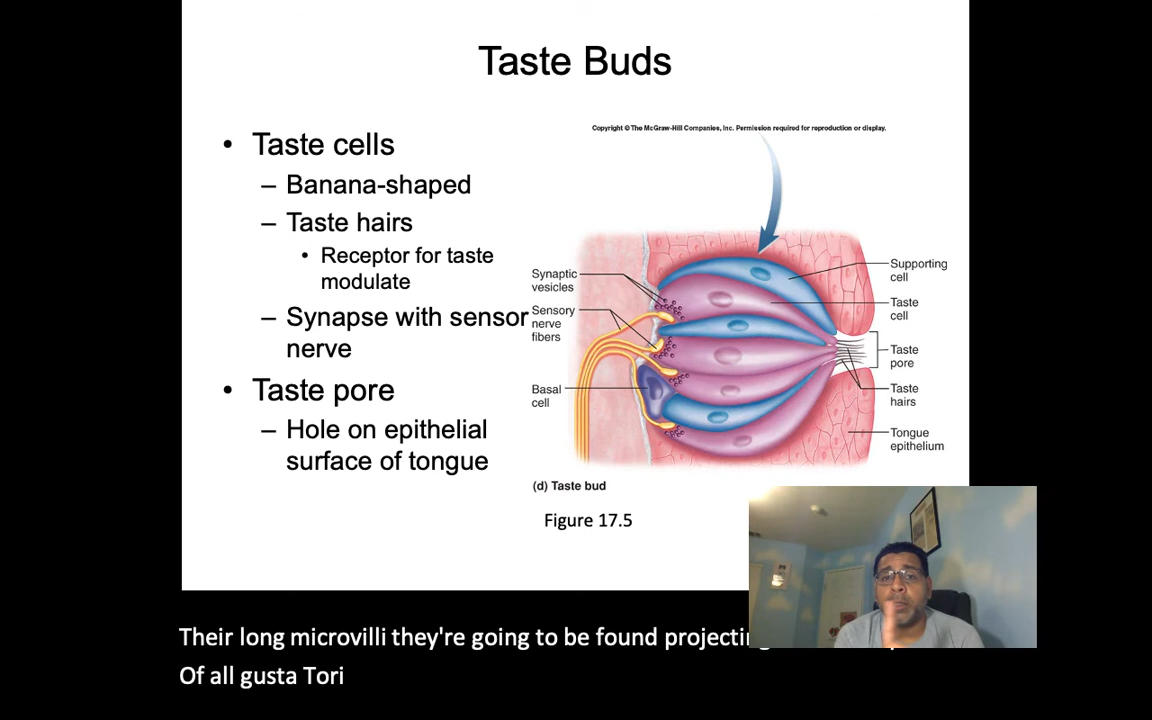 Taste Buds
Copyright © The McGraw-Hill Companies, Inc. Permission required for reproduction or display.
• Taste cells
– Banana-shaped
– Taste hairs
• Receptor for taste
modulate
– Synapse with sensor
nerve
• Taste pore
– Hole on epithelial
surface of tongue
Synaptic
vesicles
Sensory
nerve
fibers
Basal
cell
Supporting
cell
Taste
cell
Taste
pore
Taste
hairs
Tongue
epithelium
(d) Taste bud
Figure 17.5
Their long microvilli they're going to be found projecting
Of all gusta Tori